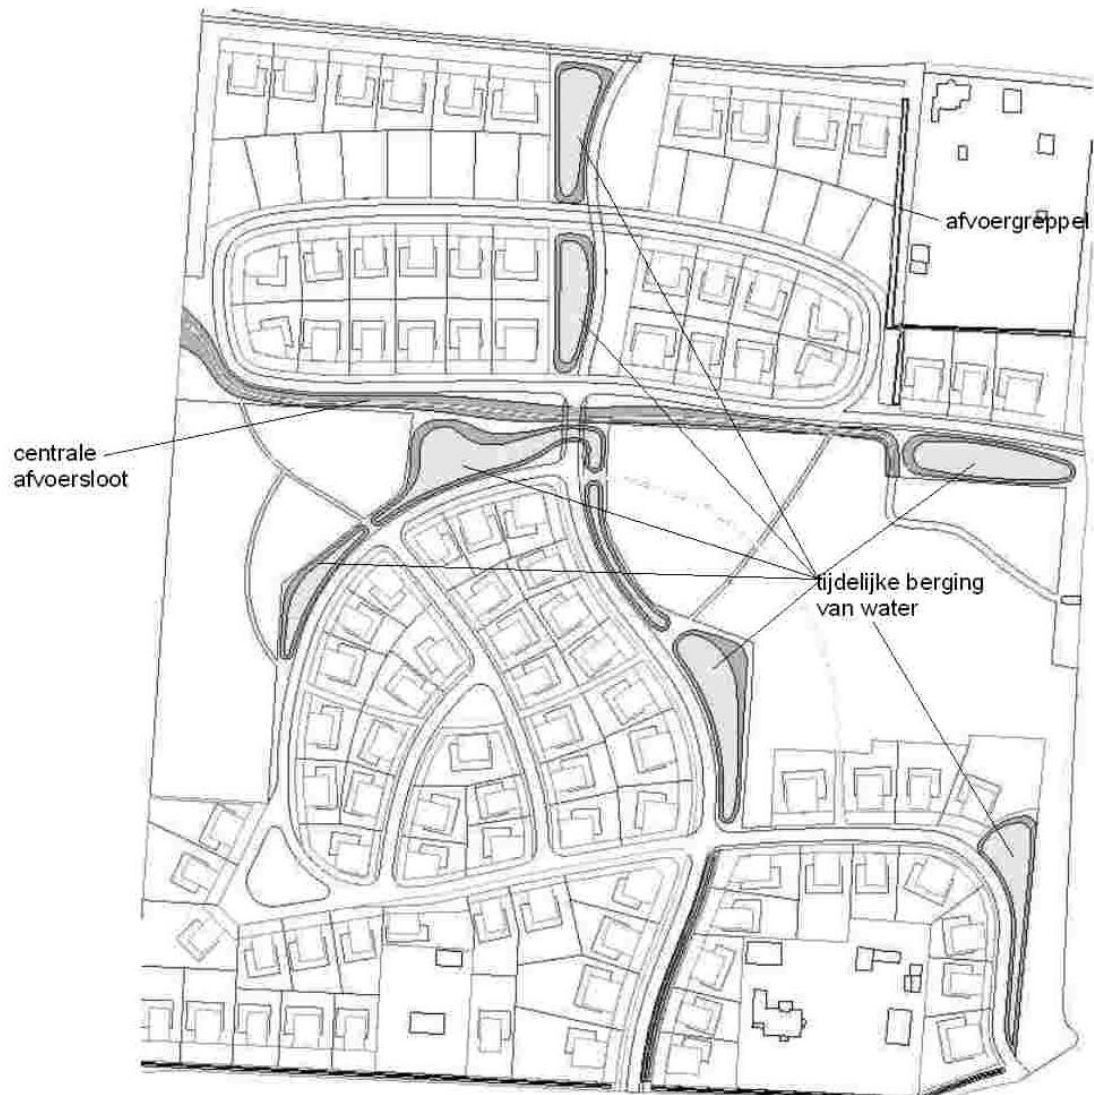 afvoergreppel
centrale
afvoersloot
tijdelijke berging
van water